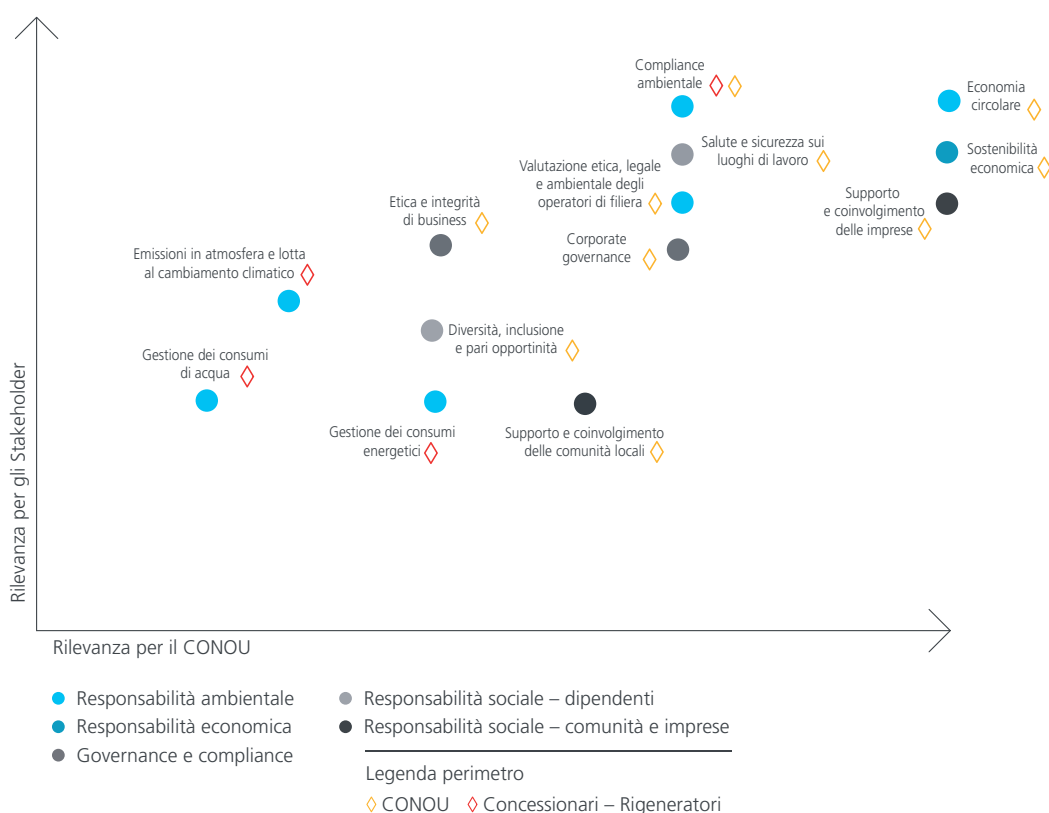 Compliance
ambientale
Economia
circolare
Salute e sicurezza sui
luoghi di lavoro
Sostenibilità
economica
Valutazione etica, legale
e ambientale degli
operatori di filiera
Supporto
e coinvolgimento
delle imprese
Etica e integrità
di business
Corporate
governance
Emissioni in atmosfera e lotta
al cambiamento climatico
Diversità, inclusione
e pari opportinità
Gestione dei consumi
di acqua
Gestione dei consumi
energetici
Supporto e coinvolgimento
delle comunità locali
Rilevanza per gli Stakeholder
Rilevanza per il CONOU
Responsabilità ambientale
Responsabilità economica
Governance e compliance
Responsabilità sociale – dipendenti
Responsabilità sociale – comunità e imprese
Legenda perimetro
CONOU
Concessionari – Rigeneratori